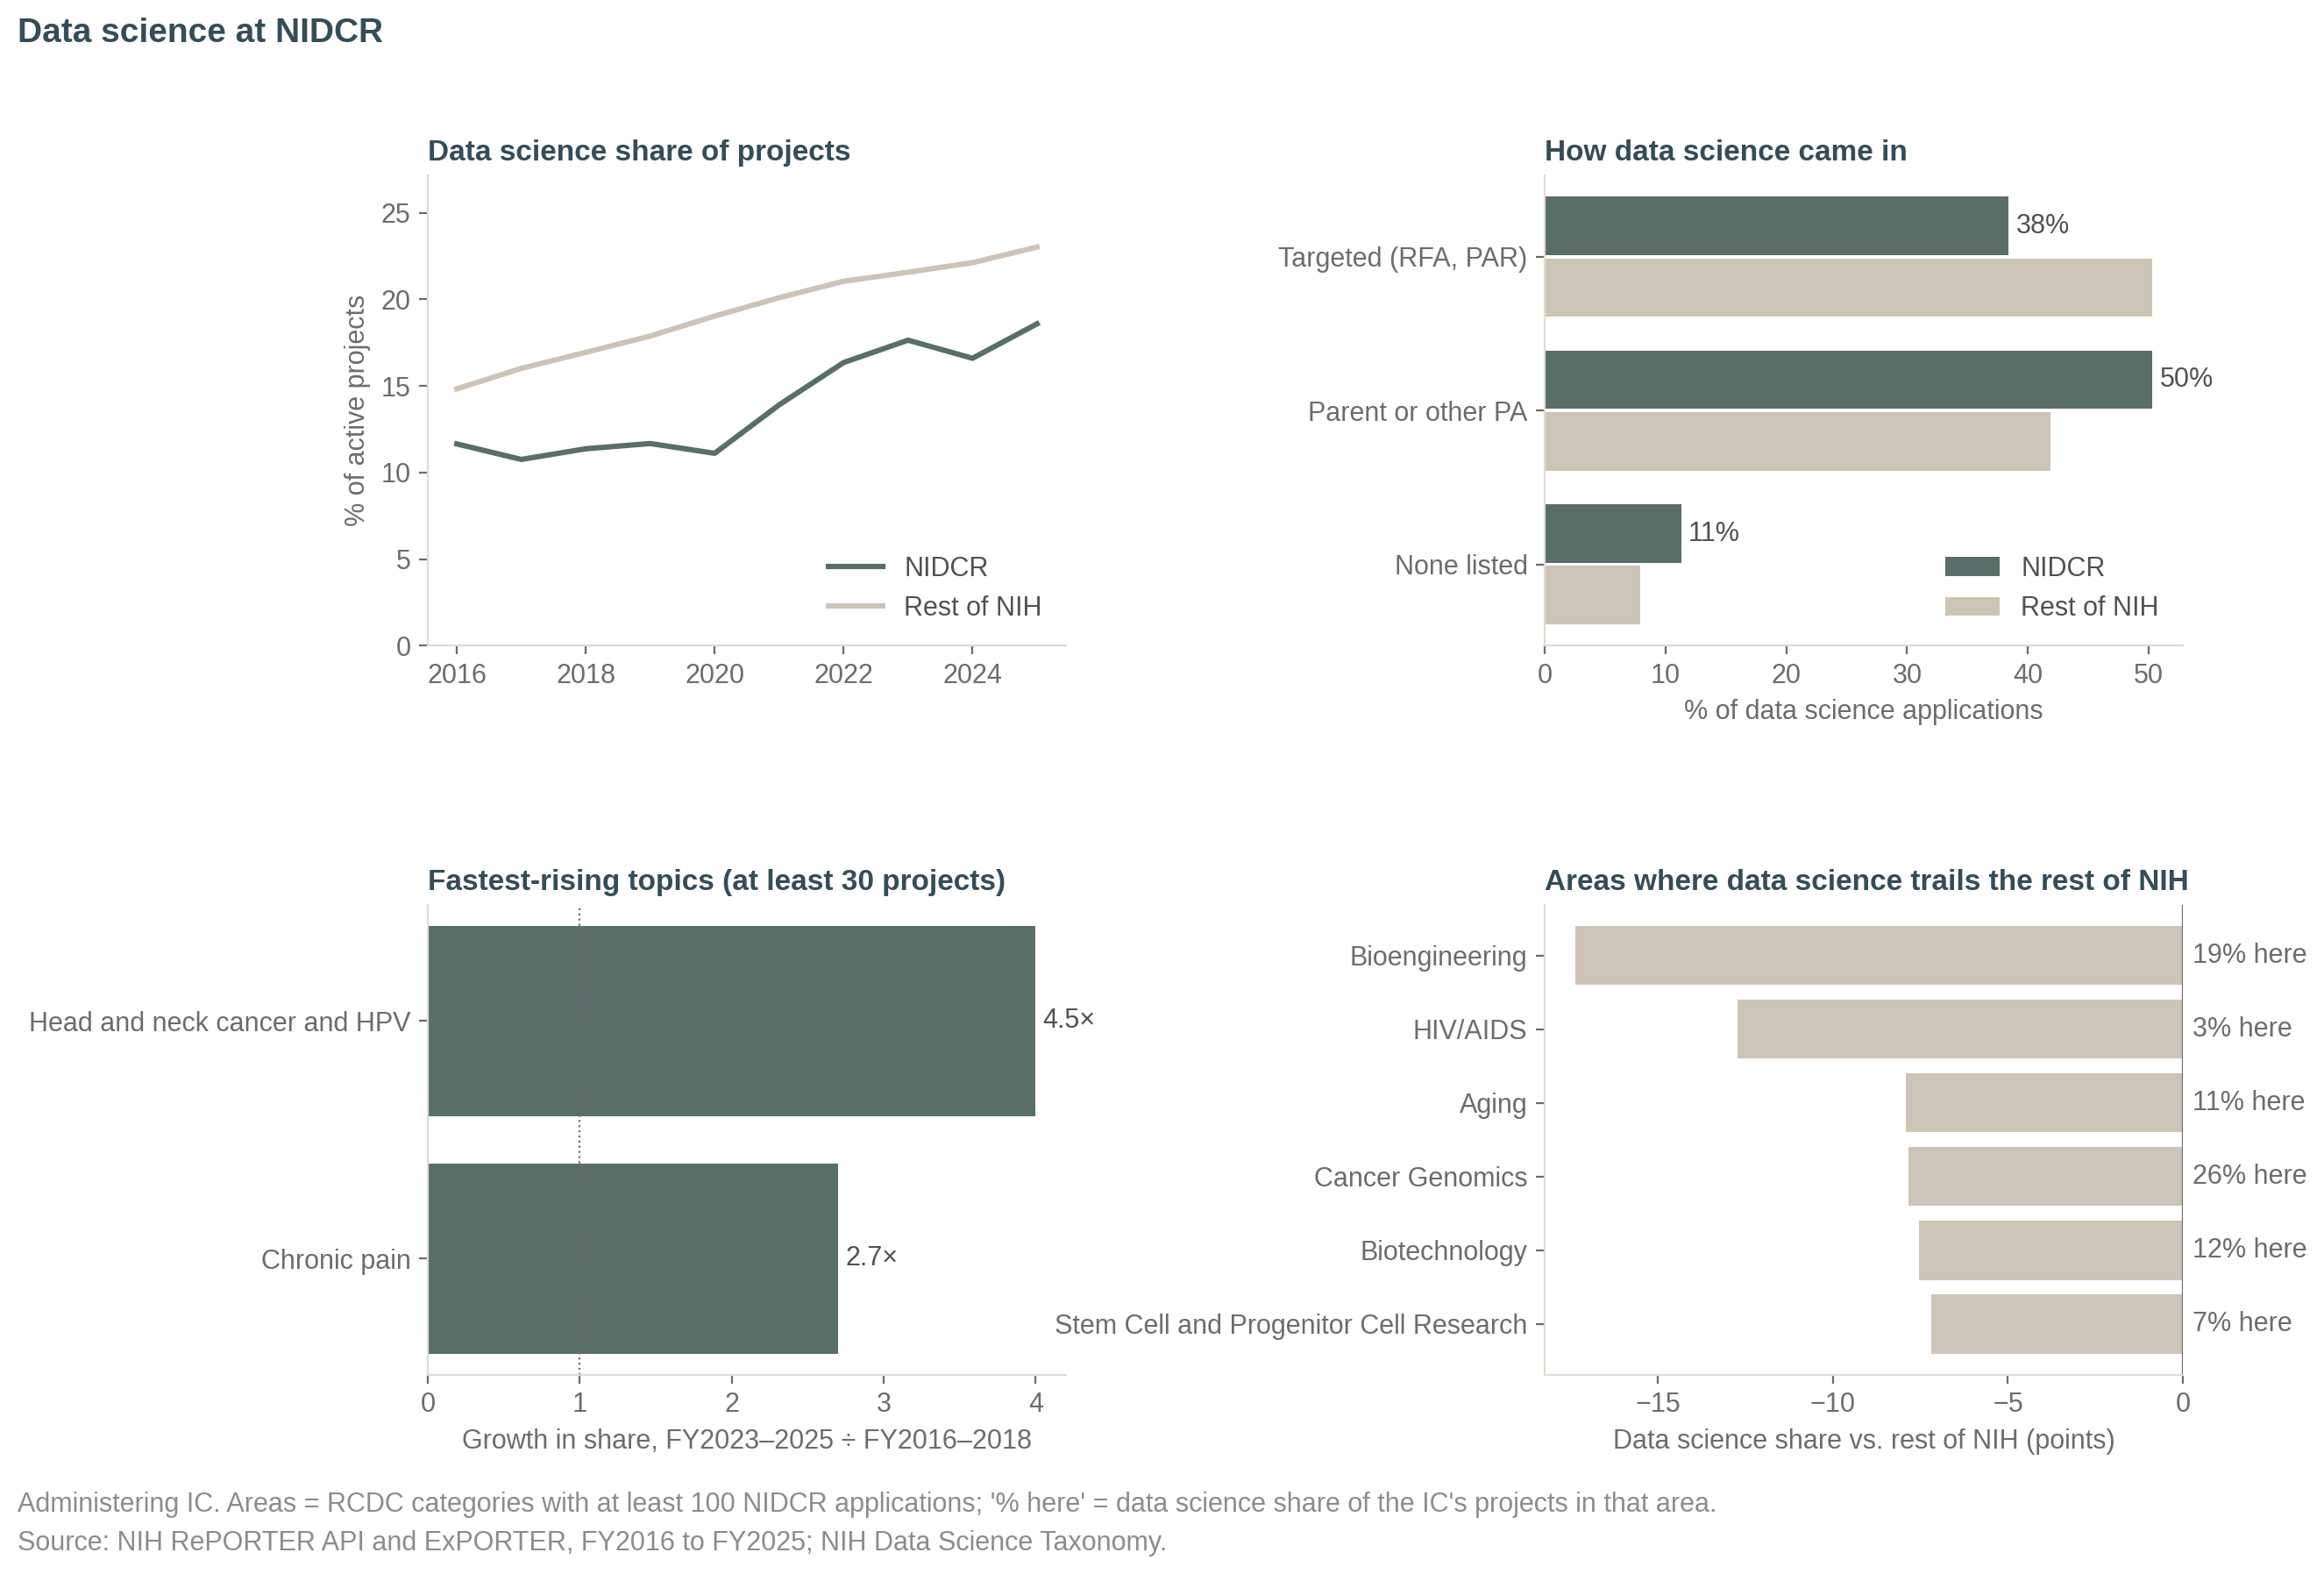 Data science at NIDCR
Data science share of projects
% of active projects
25
20
15
10
5
0
2016 2018 2020 2022 2024
NIDCR
Rest of NIH
How data science came in
Targeted (RFA, PAR)
38%
Parent or other PA
50%
None listed
11%
NIDCR
Rest of NIH
0 10 20 30 40 50
% of data science applications
Fastest-rising topics (at least 30 projects)
Head and neck cancer and HPV
4.5×
Chronic pain
2.7×
0 1 2 3 4
Growth in share, FY2023–2025 ÷ FY2016–2018
Areas where data science trails the rest of NIH
Bioengineering
19% here
HIV/AIDS
3% here
Aging
11% here
Cancer Genomics
26% here
Biotechnology
12% here
Stem Cell and Progenitor Cell Research
7% here
−15 −10 −5 0
Data science share vs. rest of NIH (points)
Administering IC. Areas = RCDC categories with at least 100 NIDCR applications; '% here' = data science share of the IC's projects in that area.
Source: NIH RePORTER API and ExPORTER, FY2016 to FY2025; NIH Data Science Taxonomy.